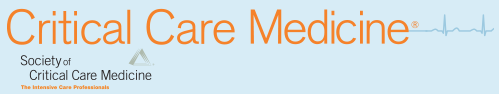 Critical Care Medicine®
Society of
Critical Care Medicine
The Intensive Care Professionals